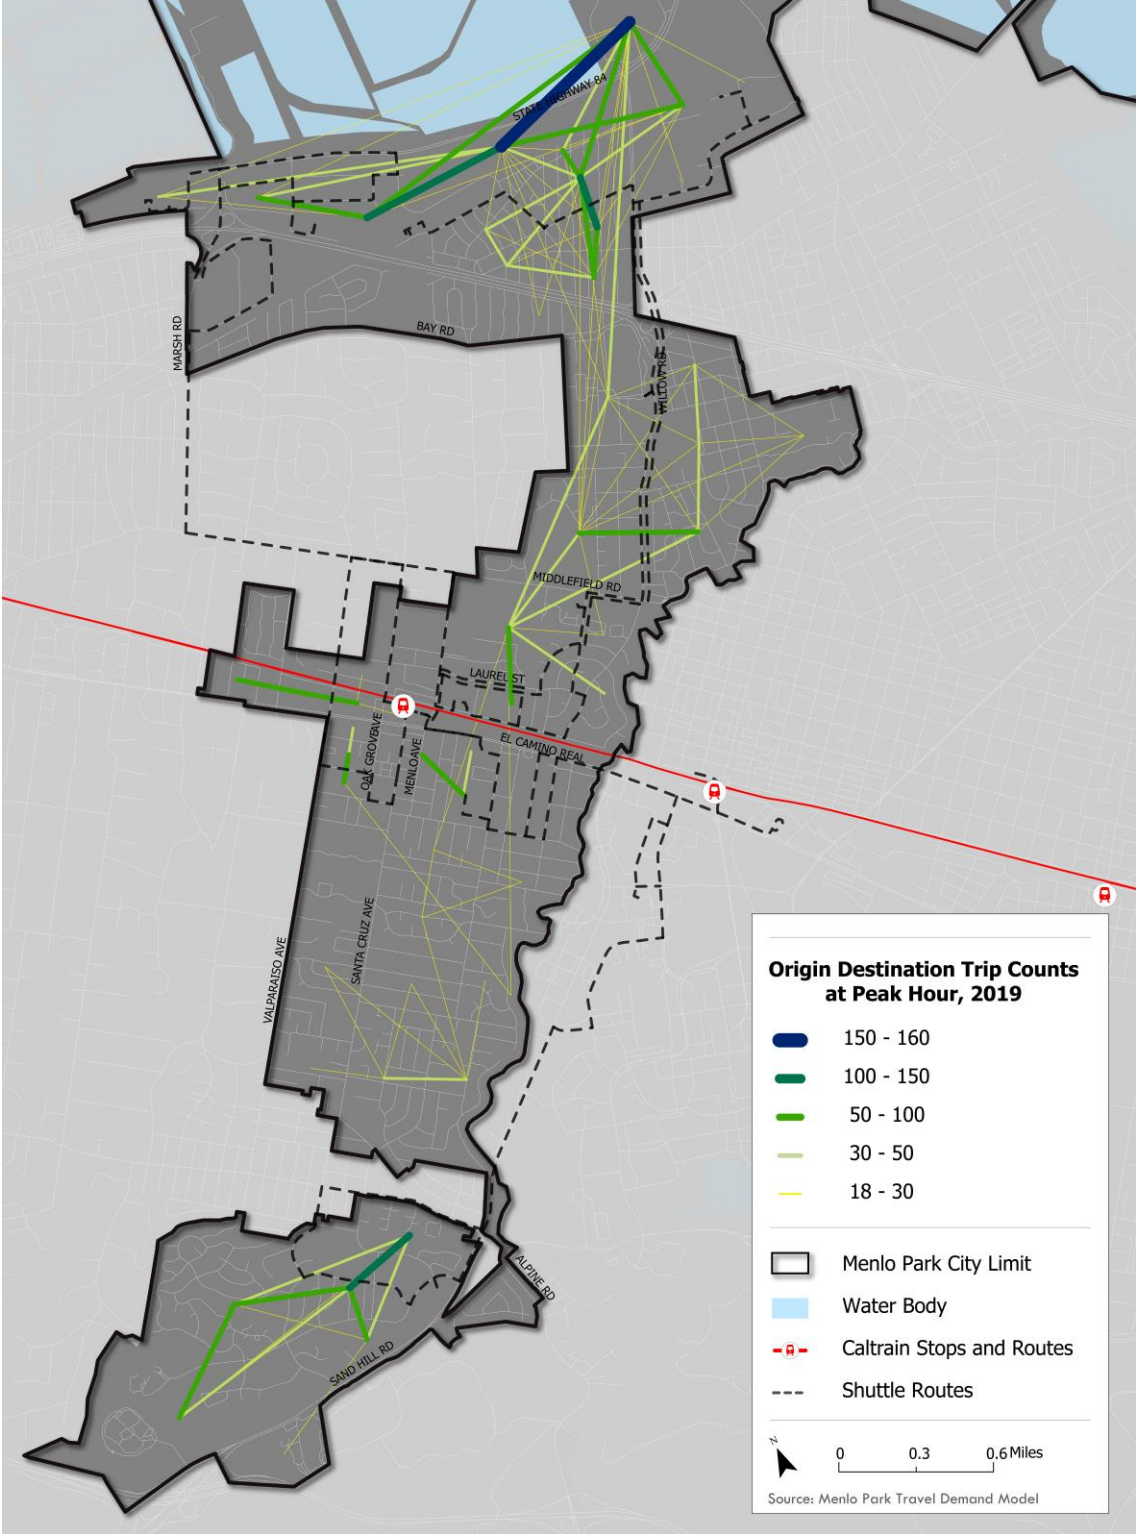 STATE HIGHWAY 84
BAY RD
MARSH RD
WILLOW RD
MIDDLEFIELD RD
LAUREL ST
EL CAMINO REAL
OAK GROVE AVE
MENLO AVE
SANTA CRUZ AVE
VALPARAISO AVE
ALPINE RD
SAND HILL RD
Origin Destination Trip Counts
at Peak Hour, 2019
150 - 160
100 - 150
50 - 100
30 - 50
18 - 30
Menlo Park City Limit
Water Body
Caltrain Stops and Routes
Shuttle Routes
N
0 0.3 0.6 Miles
Source: Menlo Park Travel Demand Model